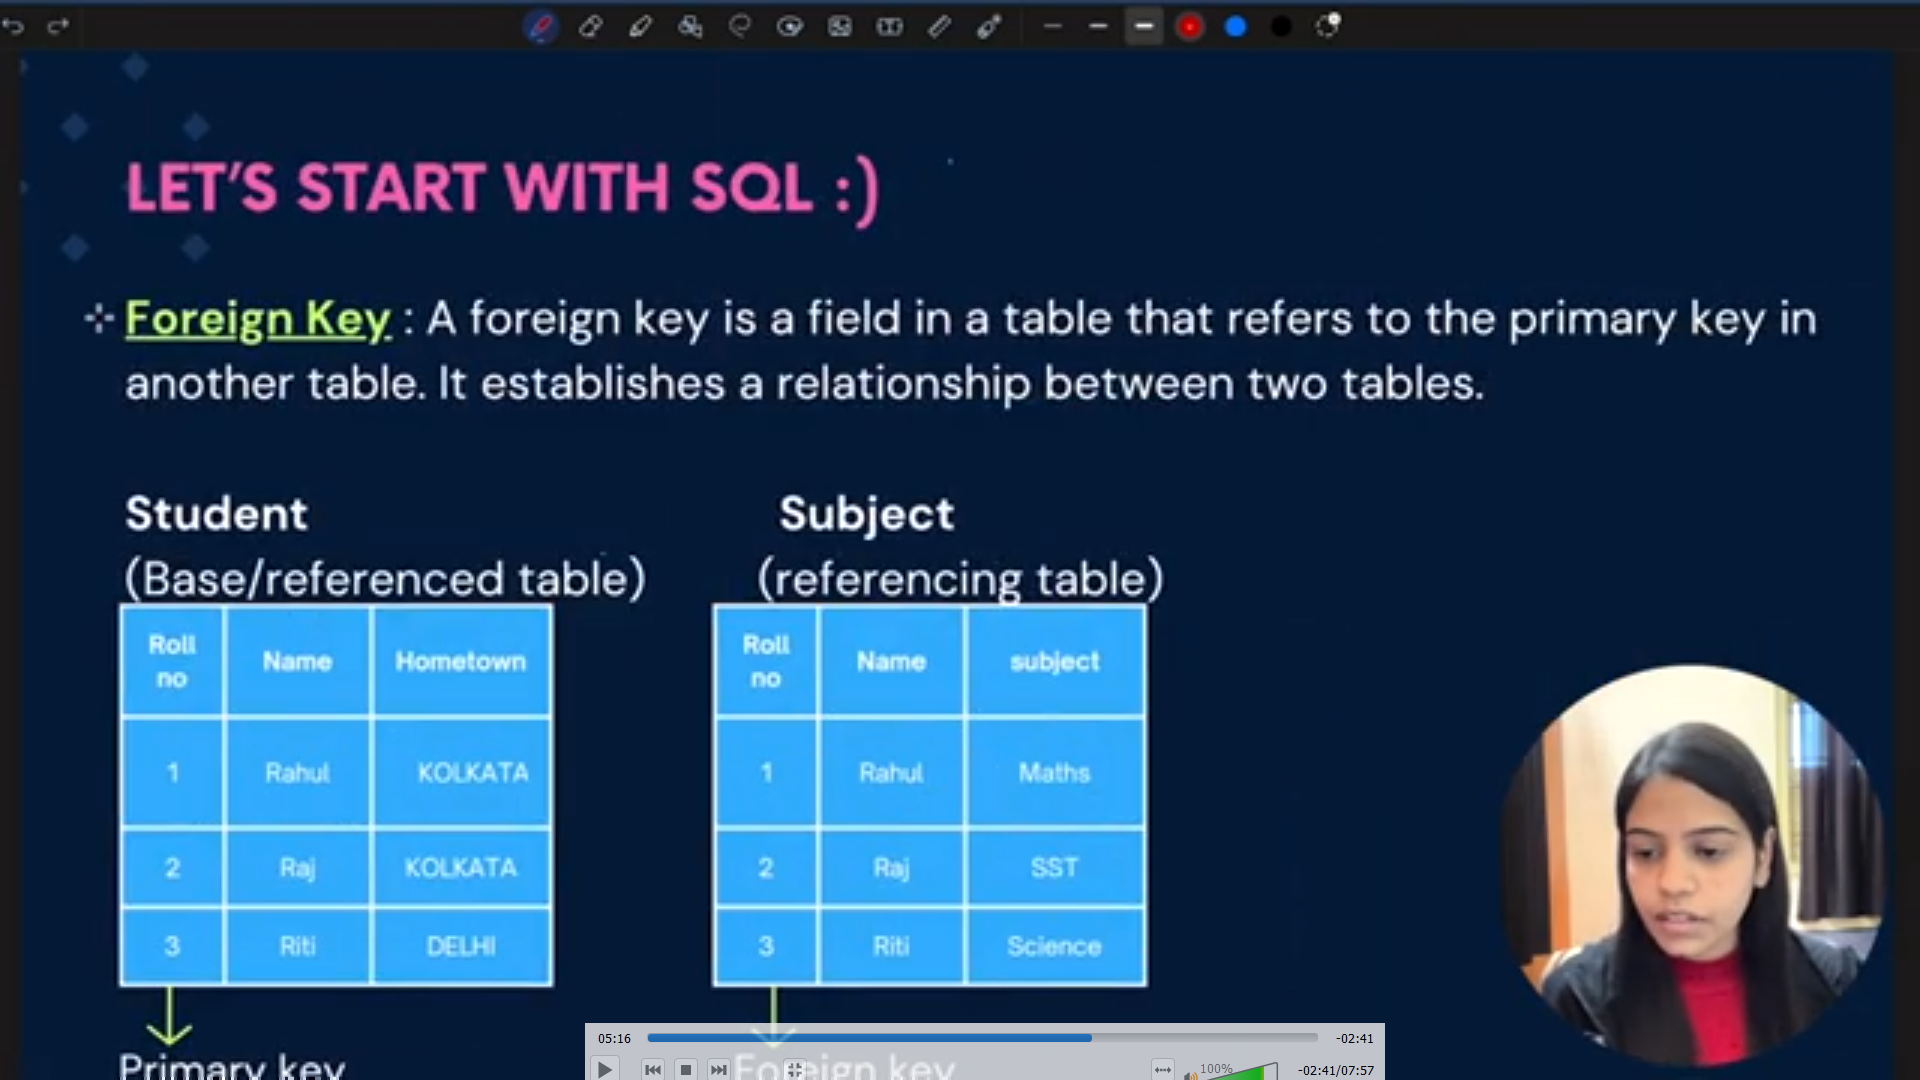 LET'S START WITH SQL :)
Foreign Key : A foreign key is a field in a table that refers to the primary key in
another table. It establishes a relationship between two tables.
Student
(Base/referenced table)
Roll no Name Hometown
1 Rahul KOLKATA
2 Raj KOLKATA
3 Riti DELHI
Primary key
Subject
(referencing table)
Roll no Name subject
1 Rahul Maths
2 Raj SST
3 Riti Science
Foreign key
05:16 -02:41
100% -02:41/07:57